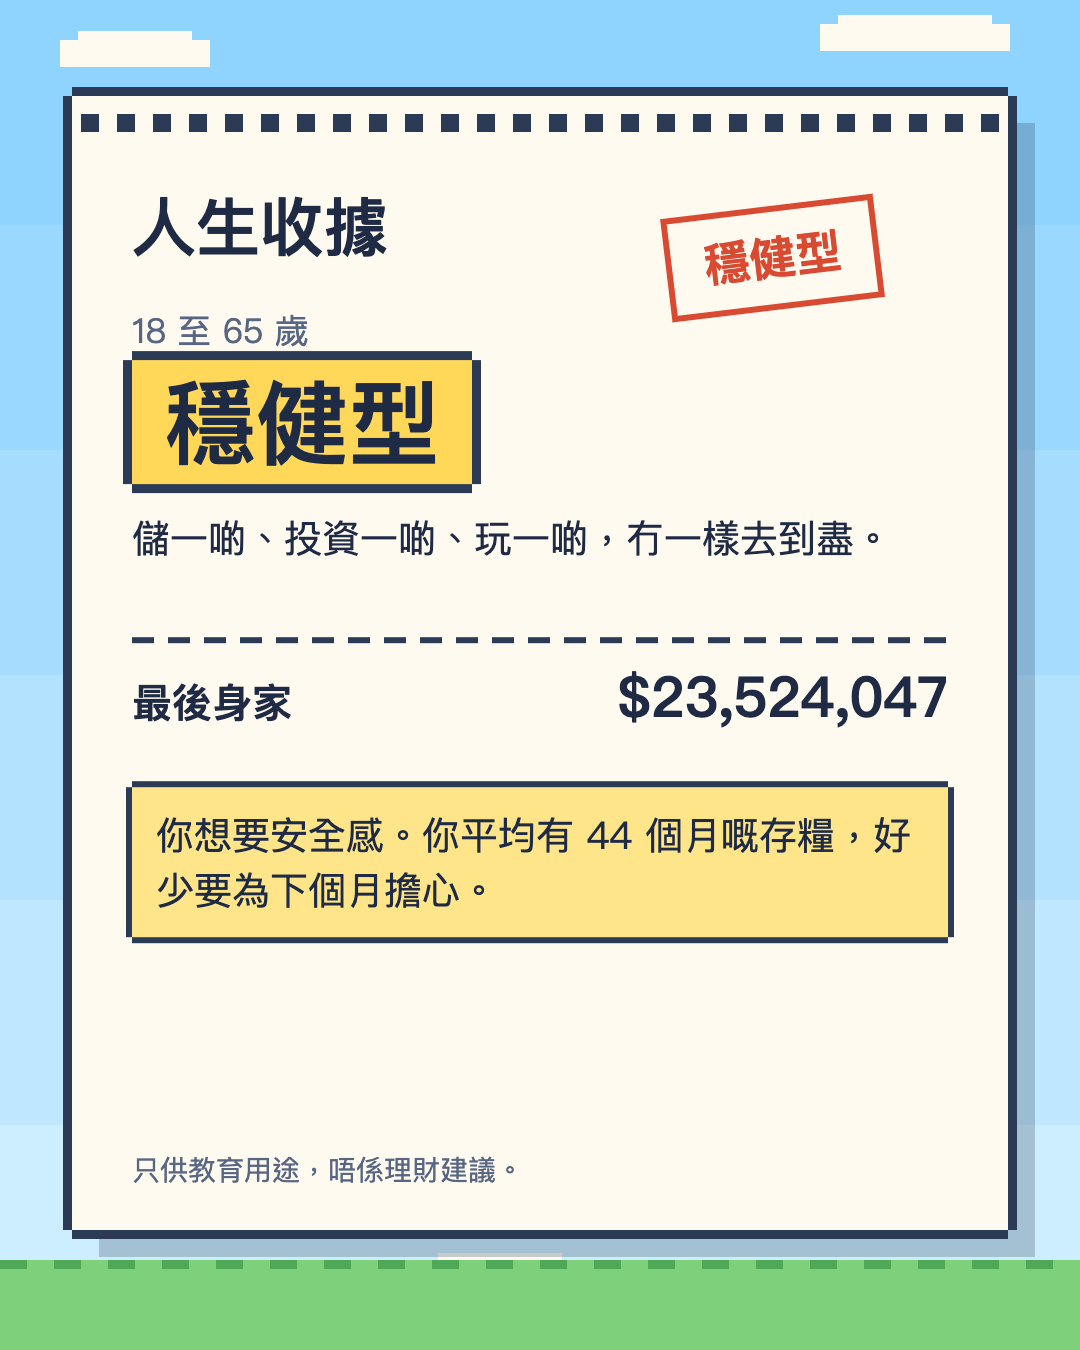 人生收據
穩健型
18 至 65 歲
穩健型
儲一啲、投資一啲、玩一啲，冇一樣去到盡。
最後身家 $23,524,047
你想要安全感。你平均有 44 個月嘅存糧，好
少要為下個月擔心。
只供教育用途，唔係理財建議。